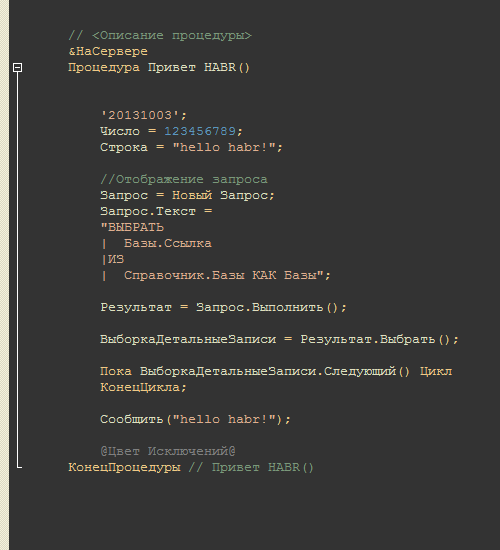 // <Описание процедуры>
&НаСервере
Процедура Привет HABR()
'20131003';
Число = 123456789;
Строка = "hello habr!";
//Отображение запроса
Запрос = Новый Запрос;
Запрос.Текст =
"ВЫБРАТЬ
|  Базы.Ссылка
|ИЗ
|  Справочник.Базы КАК Базы";
Результат = Запрос.Выполнить();
ВыборкаДетальныеЗаписи = Результат.Выбрать();
Пока ВыборкаДетальныеЗаписи.Следующий() Цикл
КонецЦикла;
Сообщить("hello habr!");
@Цвет Исключений@
КонецПроцедуры // Привет HABR()